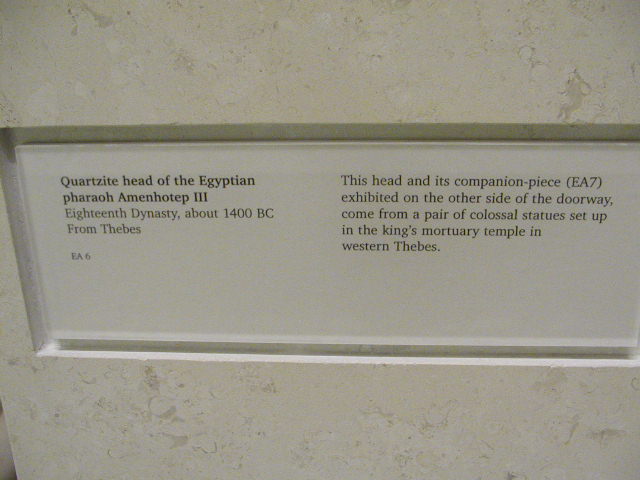 Quartzite head of the Egyptian
pharaoh Amenhotep III
Eighteenth Dynasty, about 1400 BC
From Thebes
EA 6
This head and its companion-piece (EA7)
exhibited on the other side of the doorway,
come from a pair of colossal statues set up
in the king's mortuary temple in
western Thebes.